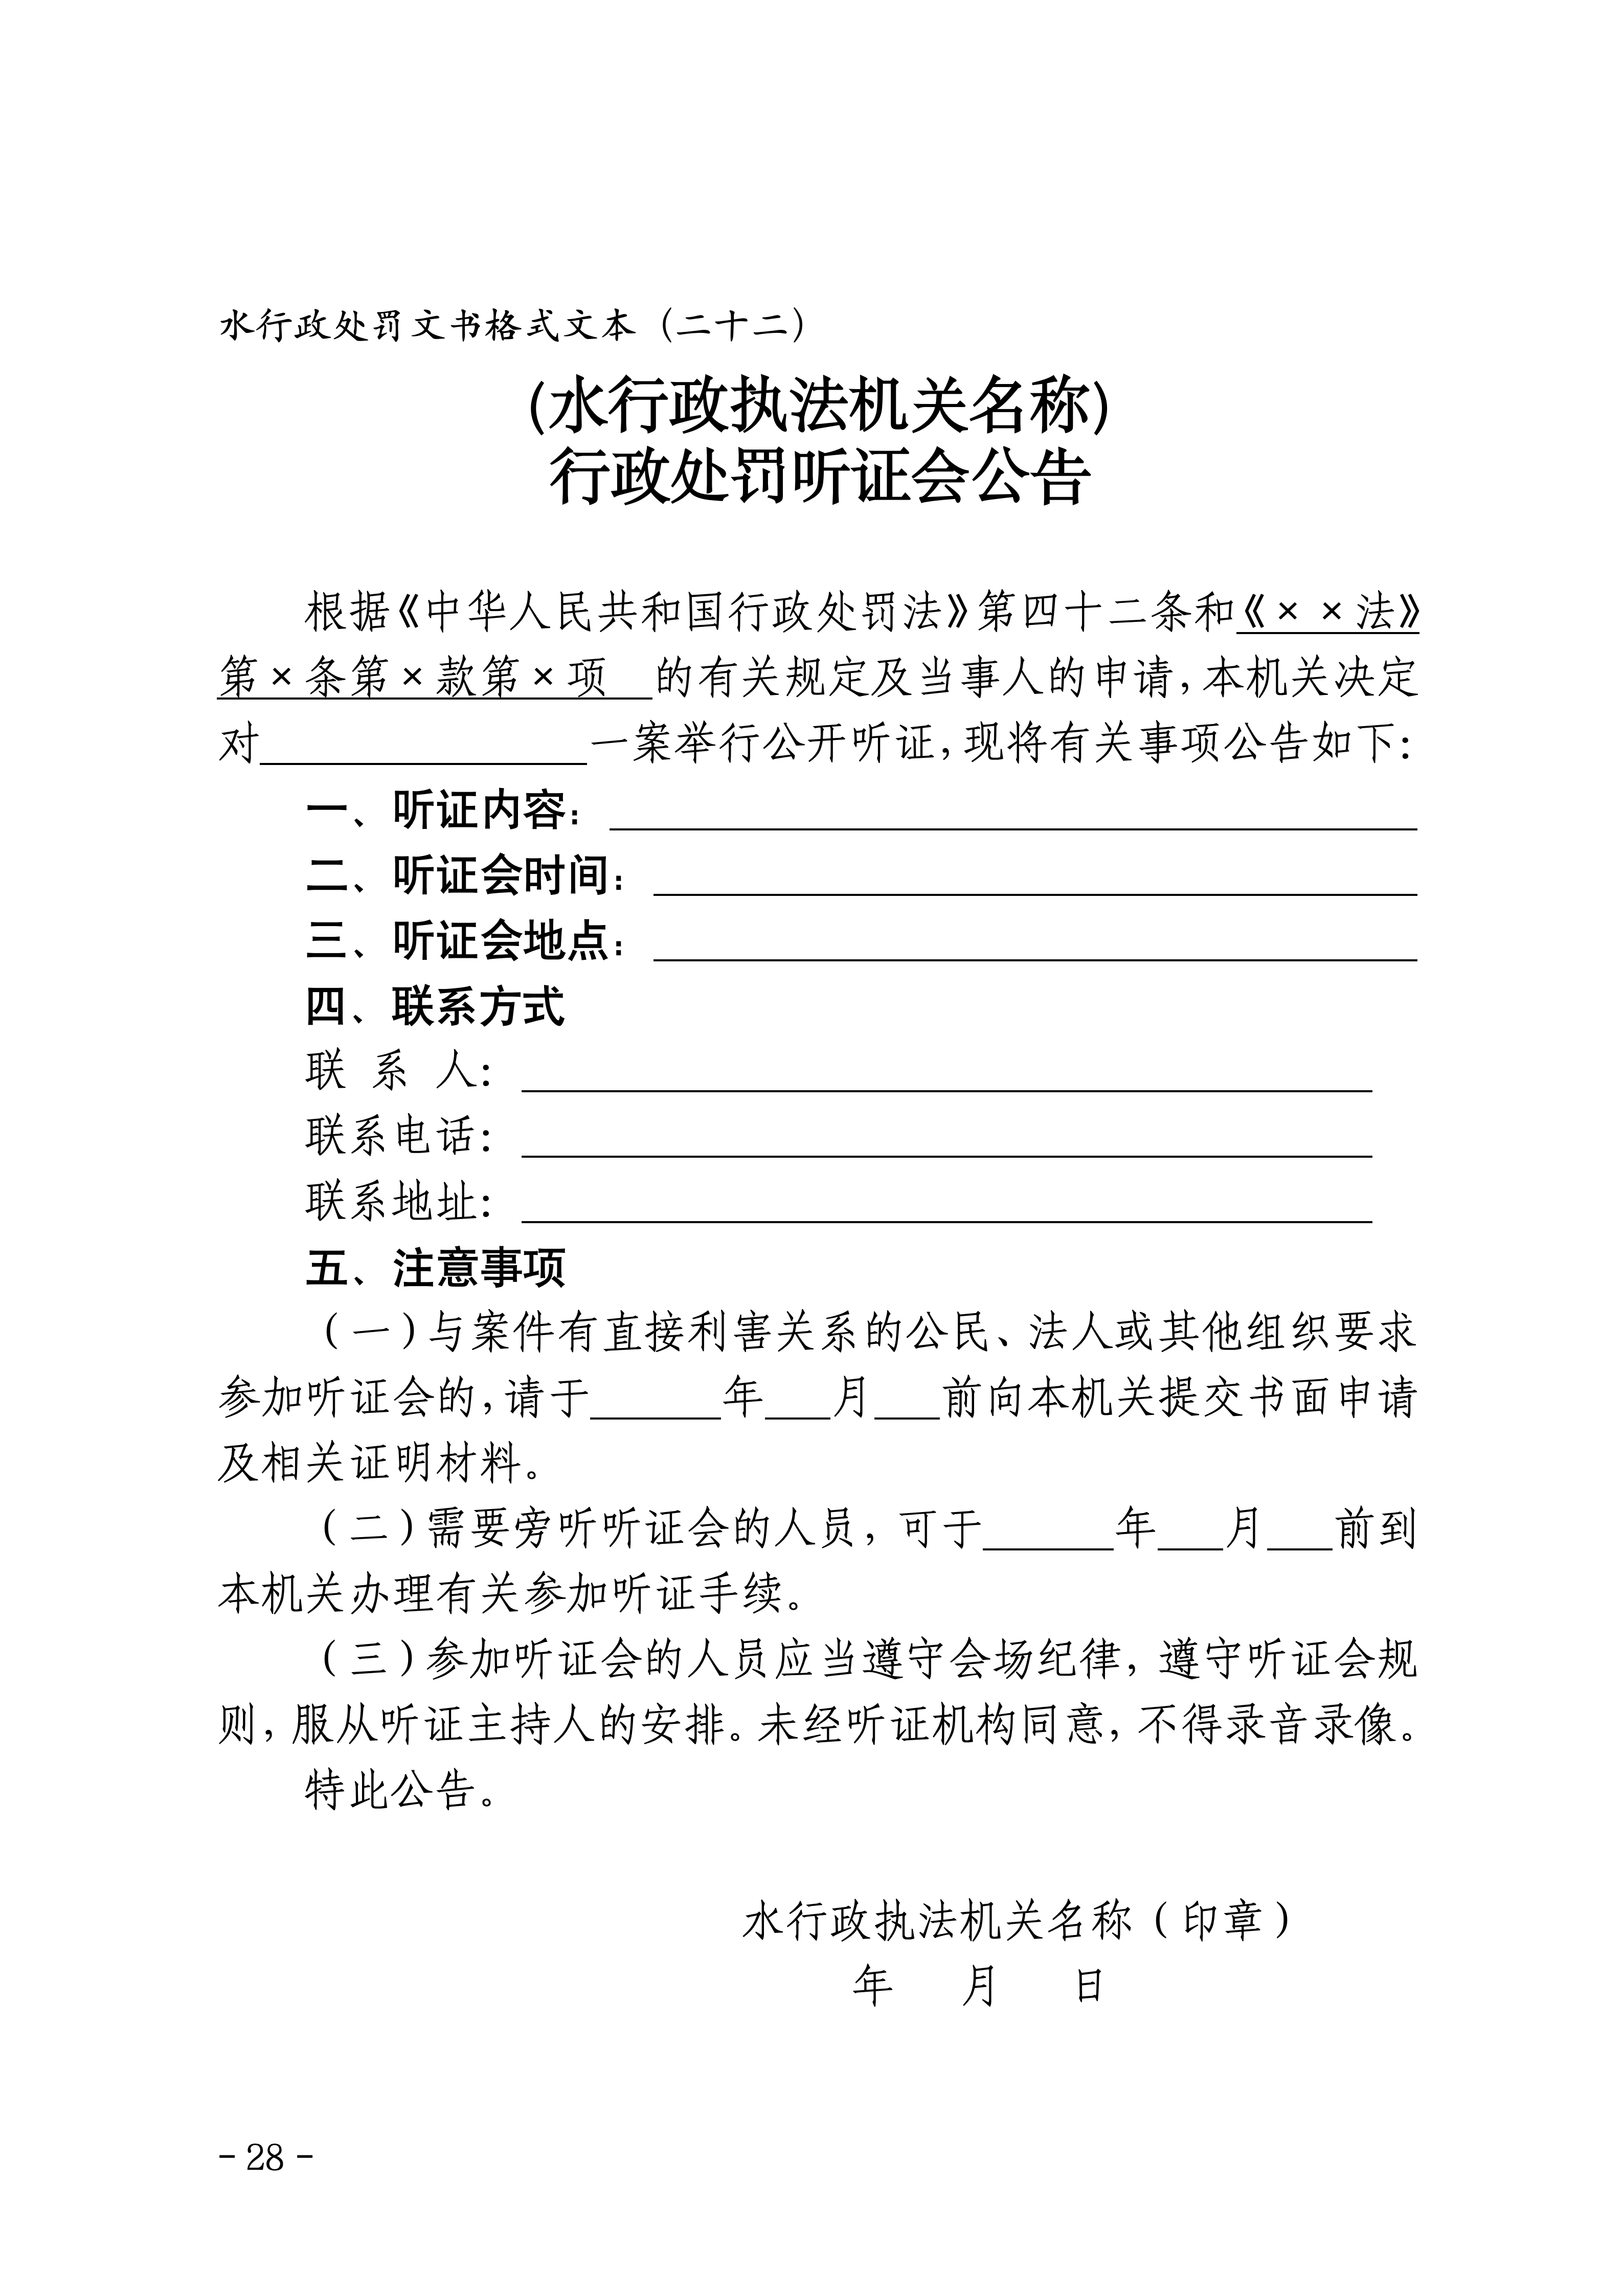 水行政处罚文书格式文本（二十二）
(水行政执法机关名称)
行政处罚听证会公告
根据《中华人民共和国行政处罚法》第四十二条和《××法》
第×条第×款第×项 的有关规定及当事人的申请,本机关决定
对________一案举行公开听证,现将有关事项公告如下:
一、听证内容：________
二、听证会时间：________
三、听证会地点：________
四、联系方式
联 系 人:________
联系电话:________
联系地址:________
五、注意事项
(一)与案件有直接利害关系的公民、法人或其他组织要求
参加听证会的,请于______年___月___前向本机关提交书面申请
及相关证明材料。
(二)需要旁听听证会的人员,可于______年___月___前到
本机关办理有关参加听证手续。
(三)参加听证会的人员应当遵守会场纪律,遵守听证会规
则,服从听证主持人的安排。未经听证机构同意,不得录音录像。
特此公告。
水行政执法机关名称(印章)
年 月 日
- 28 -